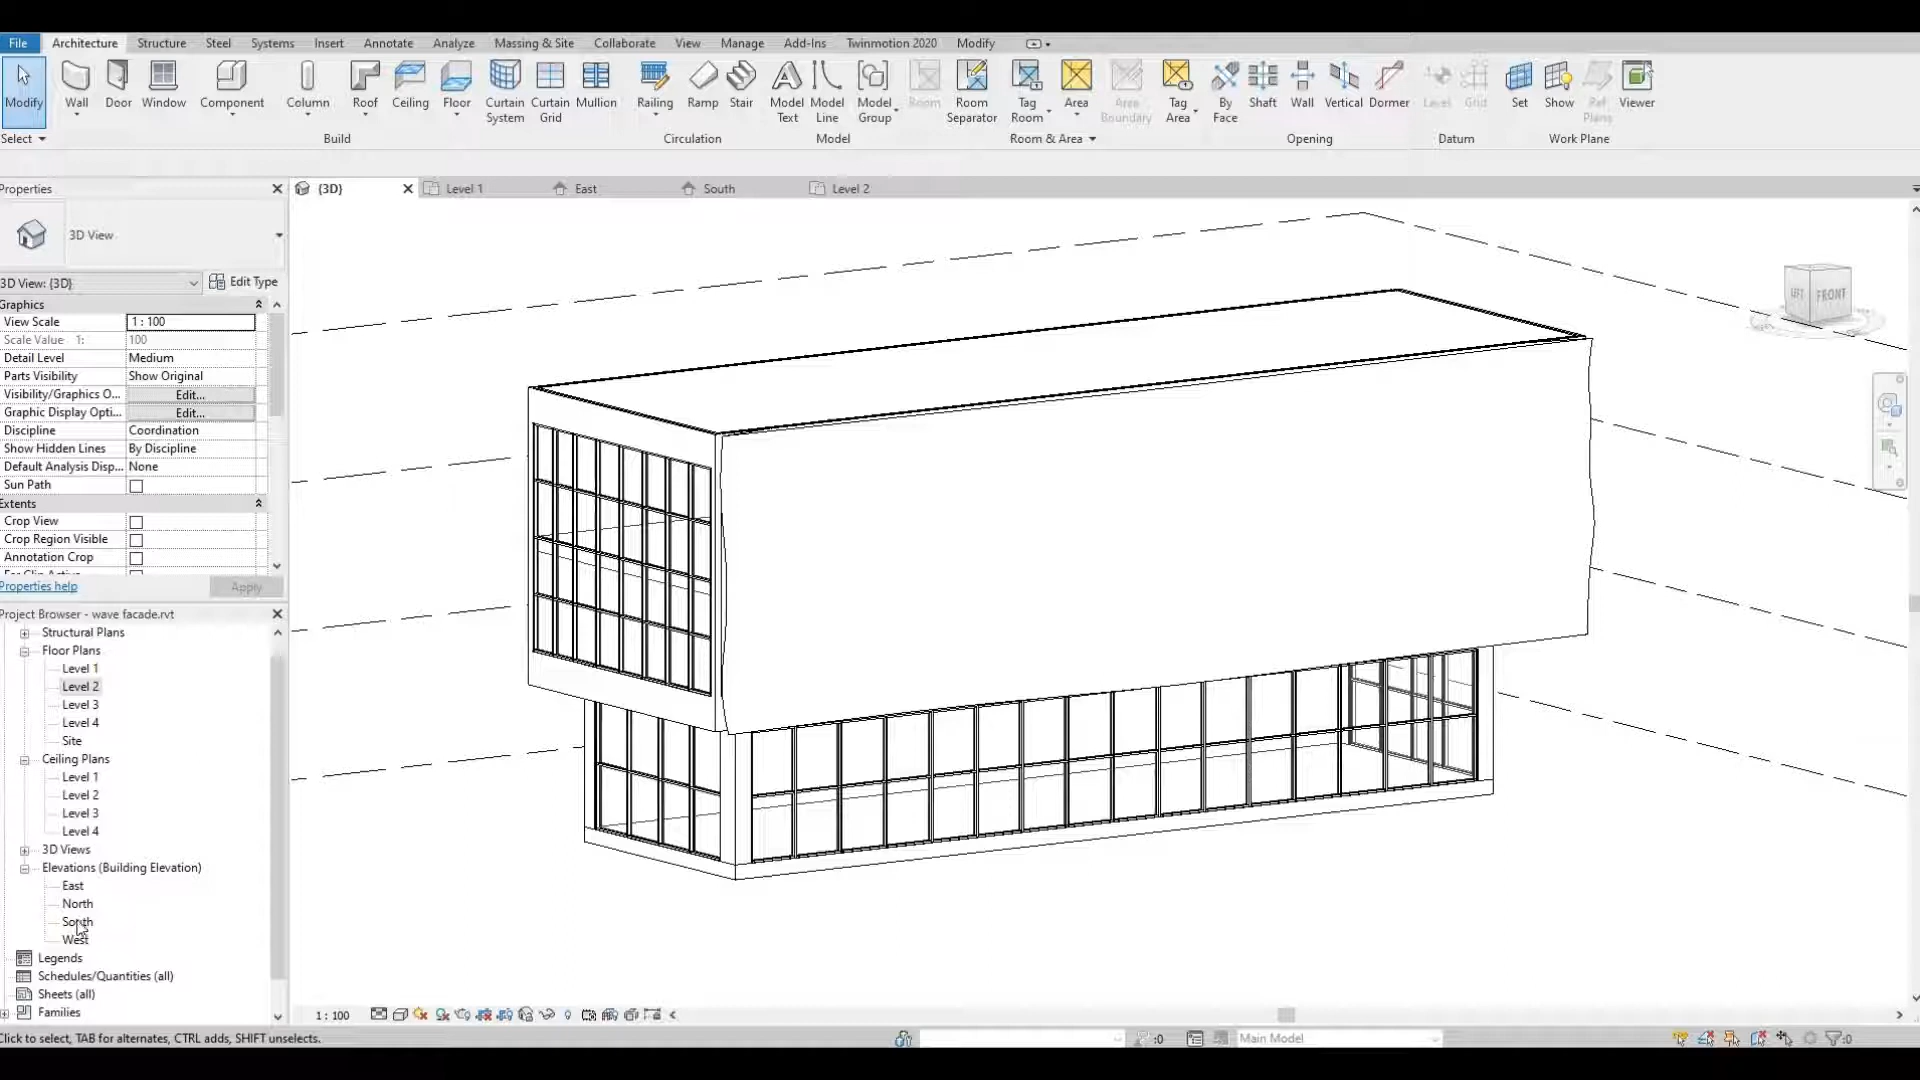 File Architecture Structure Steel Systems Insert Annotate Analyze Massing & Site Collaborate View Manage Add-Ins Twinmotion 2020 Modify
Modify Wall Door Window Component Column Roof Ceiling Floor Curtain System Curtain Grid Mullion Railing Ramp Stair Model Text Model Line Model Group Room Room Separator Tag Room Area Area Boundary Tag Area By Face Shaft Wall Vertical Dormer Level Grid Set Show Ref Plane Viewer
Select Build Circulation Model Room & Area Opening Datum Work Plane
Properties {3D} Level 1 East South Level 2
3D View
3D View: {3D} Edit Type
Graphics
View Scale 1 : 100
Scale Value 1: 100
Detail Level Medium
Parts Visibility Show Original
Visibility/Graphics O... Edit...
Graphic Display Opti... Edit...
Discipline Coordination
Show Hidden Lines By Discipline
Default Analysis Disp... None
Sun Path
Extents
Crop View
Crop Region Visible
Annotation Crop
Properties help Apply
Project Browser - wave facade.rvt
Structural Plans
Floor Plans
Level 1
Level 2
Level 3
Level 4
Site
Ceiling Plans
Level 1
Level 2
Level 3
Level 4
3D Views
Elevations (Building Elevation)
East
North
South
West
Legends
Schedules/Quantities (all)
Sheets (all)
Families
LEFT FRONT
1 : 100
Click to select, TAB for alternates, CTRL adds, SHIFT unselects. :0 Main Model :0